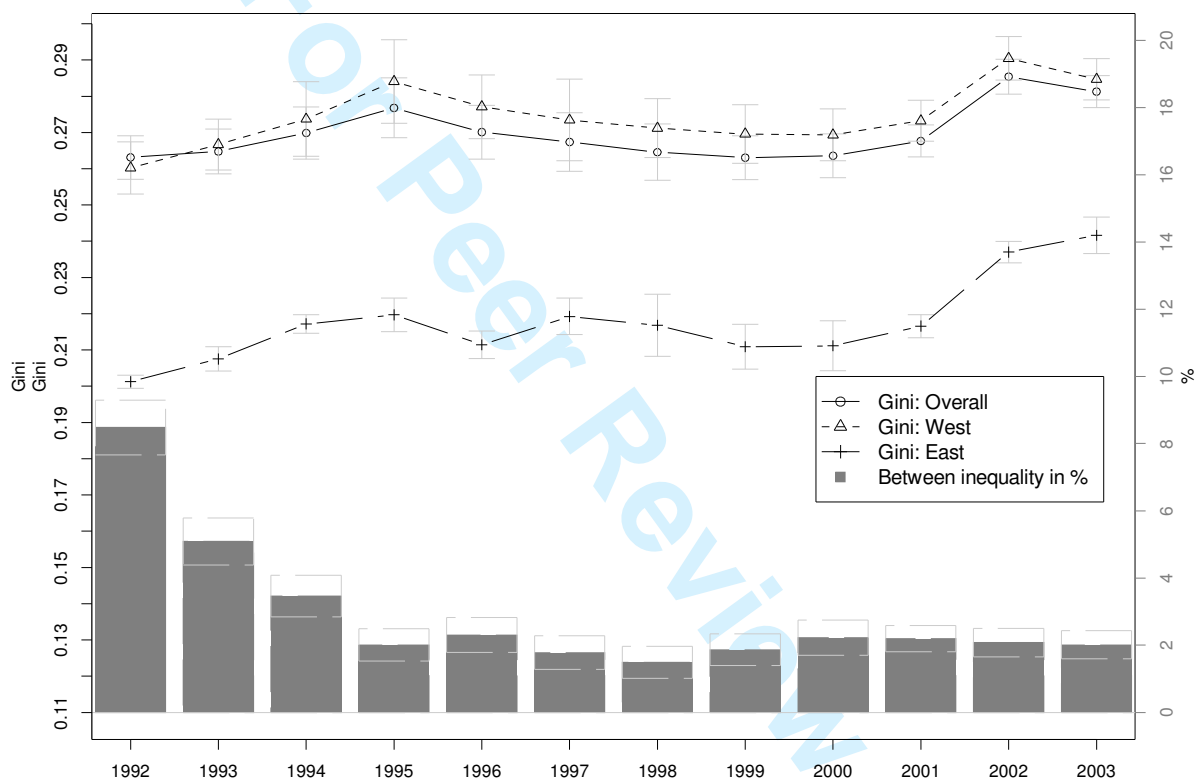 For Peer Review
0.29
0.27
0.25
0.23
0.21
0.19
0.17
0.15
0.13
0.11
Gini
Gini
20
18
16
14
12
10
8
6
4
2
0
%
Gini: Overall
Gini: West
Gini: East
Between inequality in %
1992 1993 1994 1995 1996 1997 1998 1999 2000 2001 2002 2003